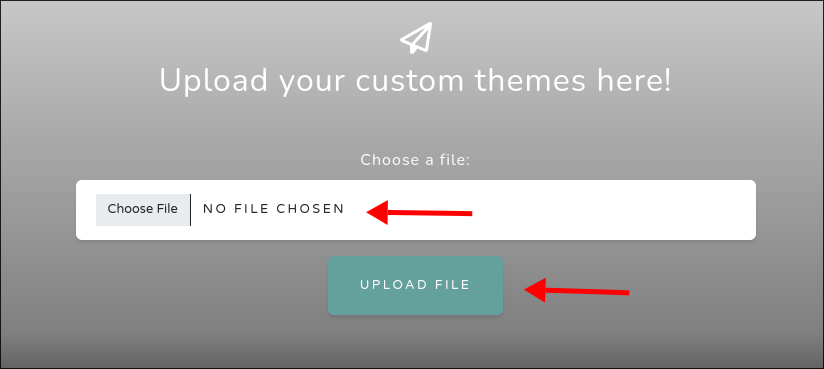 Upload your custom themes here!
Choose a file:
Choose File NO FILE CHOSEN
UPLOAD FILE